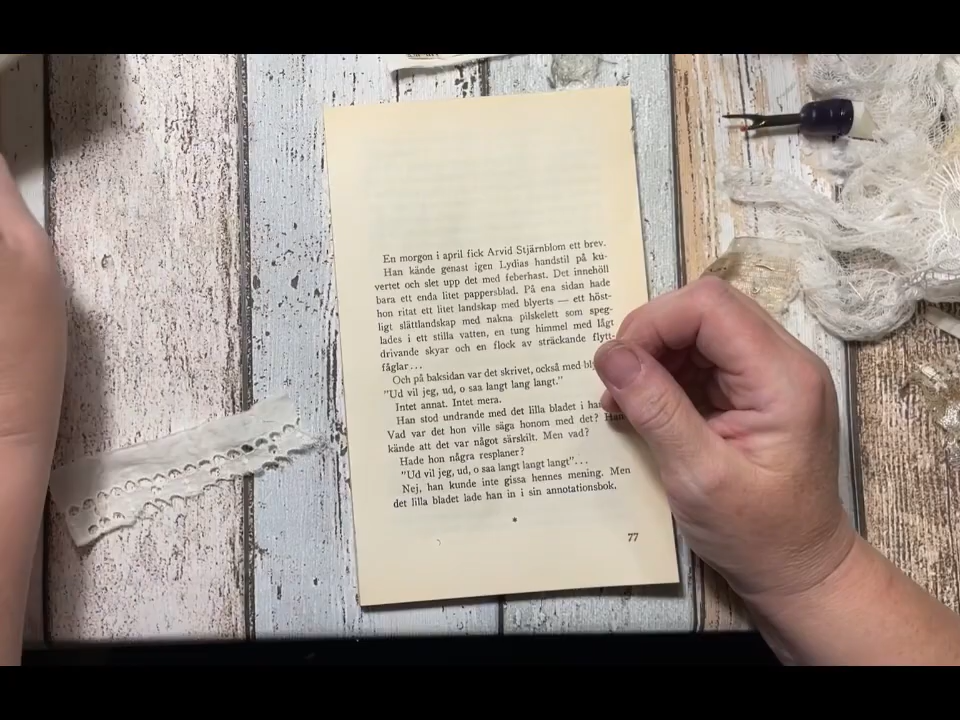 En morgon i april fick Arvid Stjärnblom ett brev.
Han kände genast igen Lydias handstil på ku-
vertet och slet upp det med feberhast. Det innehöll
bara ett enda litet pappersblad. På ena sidan hade
hon ritat ett litet landskap med blyerts — ett höst-
ligt slättlandskap med nakna pilskelett som speg-
lades i ett stilla vatten, en tung himmel med lågt
drivande skyar och en flock av sträckande flytt-
fåglar...
Och på baksidan var det skrivet, också med
"Ud vil jeg, ud, o saa langt lang langt."
Intet annat. Intet mera.
Han stod undrande med det lilla bladet i
Vad var det hon ville säga honom med det? Han
kände att det var något särskilt. Men vad?
Hade hon några resplaner?
"Ud vil jeg, ud, o saa langt langt langt"...
Nej, han kunde inte gissa hennes mening. Men
det lilla bladet lade han in i sin annotationsbok.
*
77